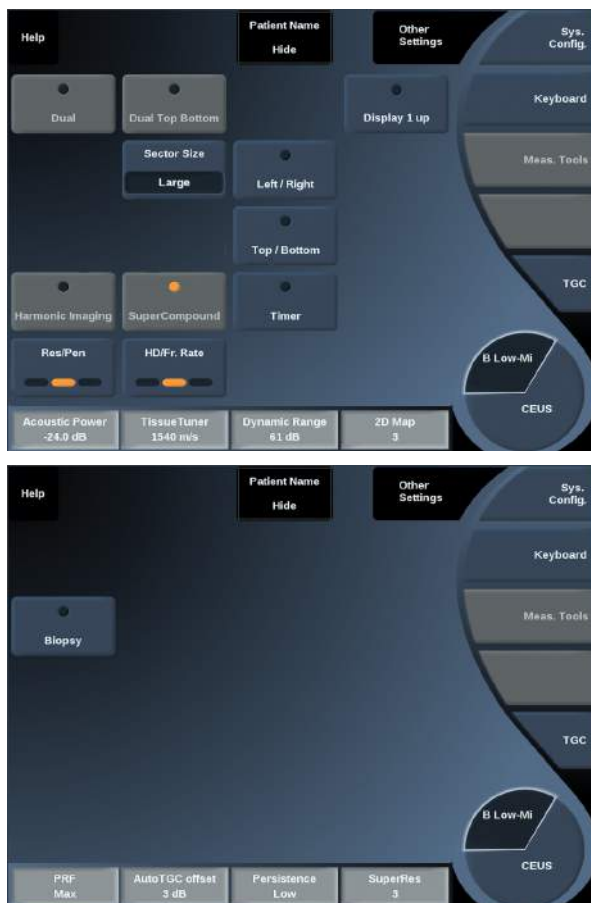 Help
Patient Name
Hide
Other
Settings
Sys.
Config.
Dual
Dual Top Bottom
Display 1 up
Keyboard
Sector Size
Large
Left / Right
Meas. Tools
Top / Bottom
TGC
Harmonic Imaging
SuperCompound
Timer
Res/Pen
HD/Fr. Rate
B Low-Mi
CEUS
Acoustic Power
-24.0 dB
TissueTuner
1540 m/s
Dynamic Range
61 dB
2D Map
3
Help
Patient Name
Hide
Other
Settings
Sys.
Config.
Keyboard
Biopsy
Meas. Tools
TGC
B Low-Mi
CEUS
PRF
Max
AutoTGC offset
3 dB
Persistence
Low
SuperRes
3